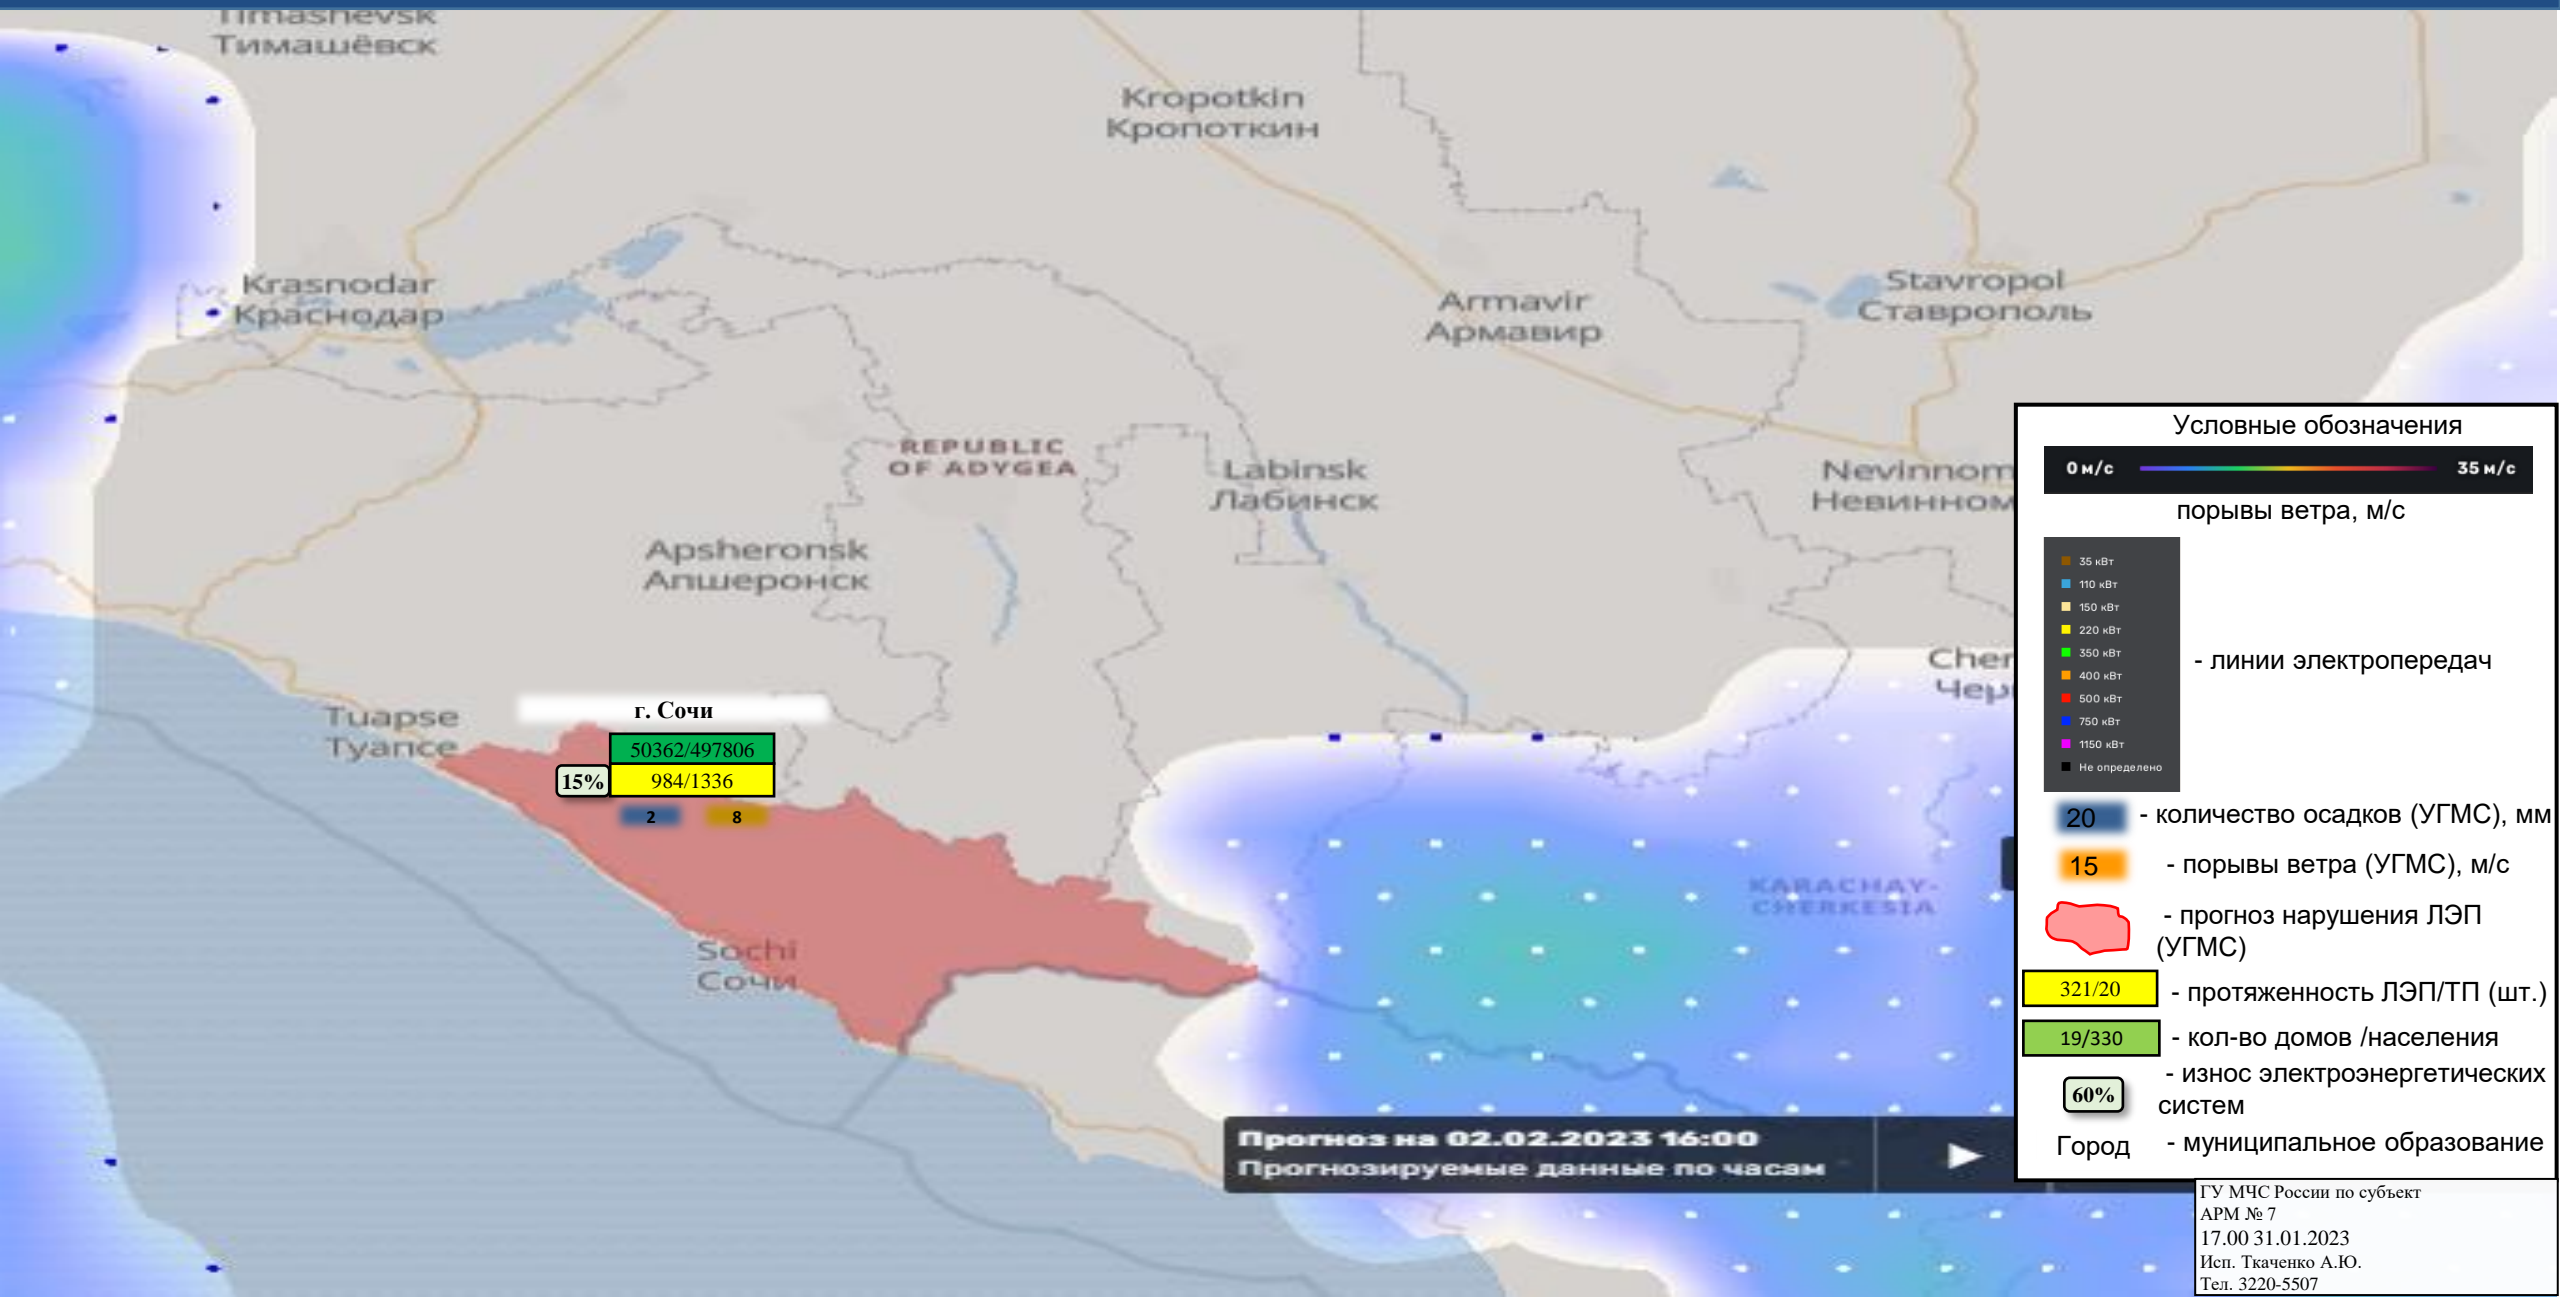 Timashevsk
Тимашёвск
Kropotkin
Кропоткин
Krasnodar
Краснодар
Armavir
Армавир
Stavropol
Ставрополь
REPUBLIC
OF ADYGEA
Labinsk
Лабинск
Nevinnom
Невинном
Apsheronsk
Апшеронск
Cher
Чер
Tuapse
Туапсе
г. Сочи
50362/497806
15%
984/1336
2
8
KARACHAY-
CHERKESIA
Sochi
Сочи
Прогноз на 02.02.2023 16:00
Прогнозируемые данные по часам
Условные обозначения
0 м/с
35 м/с
порывы ветра, м/с
35 кВт
110 кВт
150 кВт
220 кВт
350 кВт
400 кВт
500 кВт
750 кВт
1150 кВт
Не определено
- линии электропередач
20 - количество осадков (УГМС), мм
15 - порывы ветра (УГМС), м/с
- прогноз нарушения ЛЭП
(УГМС)
321/20 - протяженность ЛЭП/ТП (шт.)
19/330 - кол-во домов /населения
- износ электроэнергетических
60% систем
Город - муниципальное образование
ГУ МЧС России по субъект
АРМ № 7
17.00 31.01.2023
Исп. Ткаченко А.Ю.
Тел. 3220-5507